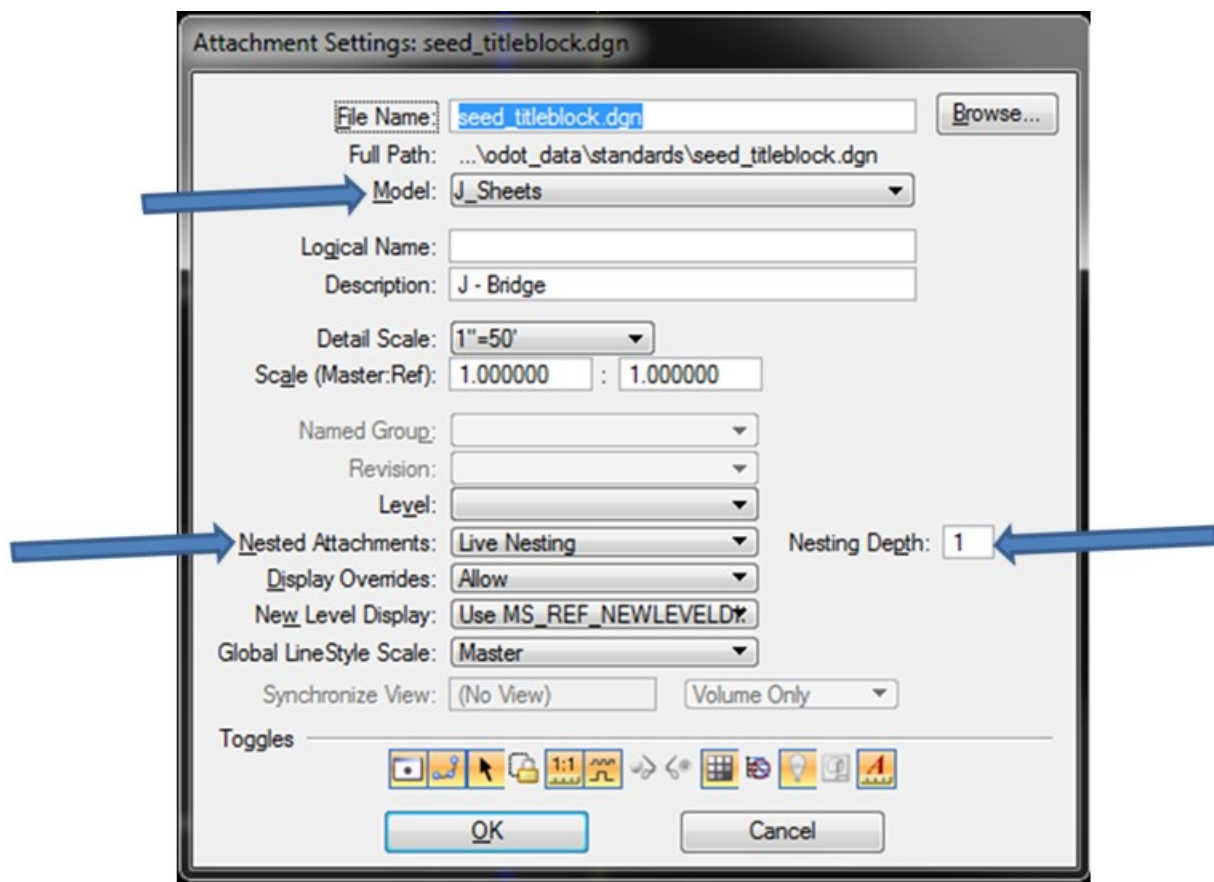 Attachment Settings: seed_titleblock.dgn
File Name: seed_titleblock.dgn Browse...
Full Path: ...\odot_data\standards\seed_titleblock.dgn
Model: J_Sheets
Logical Name:
Description: J - Bridge
Detail Scale: 1"=50'
Scale (Master:Ref): 1.000000 : 1.000000
Named Group:
Revision:
Level:
Nested Attachments: Live Nesting Nesting Depth: 1
Display Overrides: Allow
New Level Display: Use MS_REF_NEWLEVELDI
Global LineStyle Scale: Master
Synchronize View: (No View) Volume Only
Toggles
1:1 A
OK Cancel